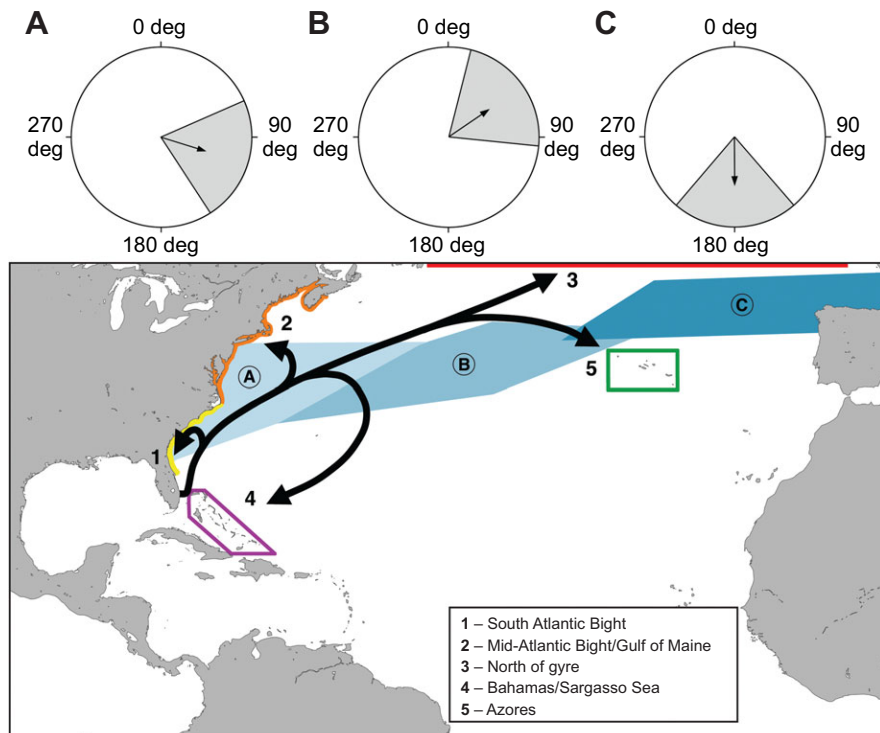 A
B
C
0 deg
0 deg
0 deg
270 deg
90 deg
270 deg
90 deg
270 deg
90 deg
180 deg
180 deg
180 deg
3
C
2
A
B
5
1
4
1 – South Atlantic Bight
2 – Mid-Atlantic Bight/Gulf of Maine
3 – North of gyre
4 – Bahamas/Sargasso Sea
5 – Azores